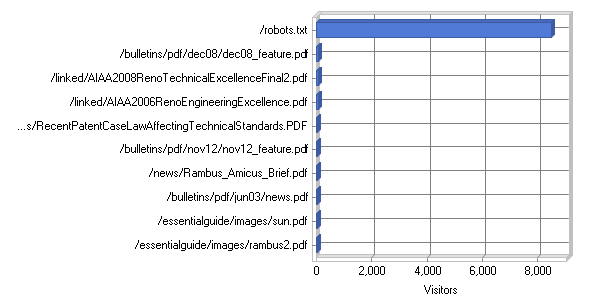 /robots.txt
/bulletins/pdf/dec08/dec08_feature.pdf
/linked/AIAA2008RenoTechnicalExcellenceFinal2.pdf
/linked/AIAA2006RenoEngineeringExcellence.pdf
...s/RecentPatentCaseLawAffectingTechnicalStandards.PDF
/bulletins/pdf/nov12/nov12_feature.pdf
/news/Rambus_Amicus_Brief.pdf
/bulletins/pdf/jun03/news.pdf
/essentialguide/images/sun.pdf
/essentialguide/images/rambus2.pdf
0 2,000 4,000 6,000 8,000
Visitors